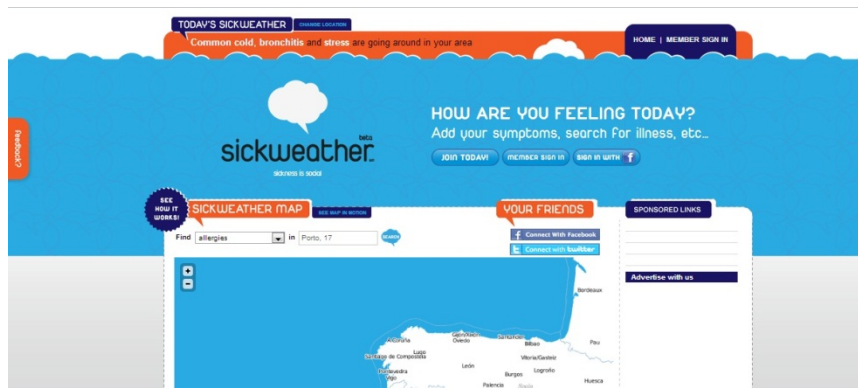 TODAY'S SICKWEATHER CHANGE LOCATION
Common cold, bronchitis and stress are going around in your area
HOME | MEMBER SIGN IN
beta
sickweather
sickness is social
HOW ARE YOU FEELING TODAY?
Add your symptoms, search for illness, etc...
JOIN TODAY! MEMBER SIGN IN SIGN IN WITH f
Feedback?
SEE
HOW IT
WORKS!
SICKWEATHER MAP SEE MAP IN MOTION
Find allergies in Porto, 17 SEARCH
YOUR FRIENDS
f Connect With Facebook
t Connect with twitter
SPONSORED LINKS
Advertise with us
+
−
Bordeaux
Santander
Oviedo
Bilbao
Pau
Lugo
Santiago de Compostela
Vitoria/Gasteiz
León
Logroño
Pontevedra
Burgos
Huesca
Palencia